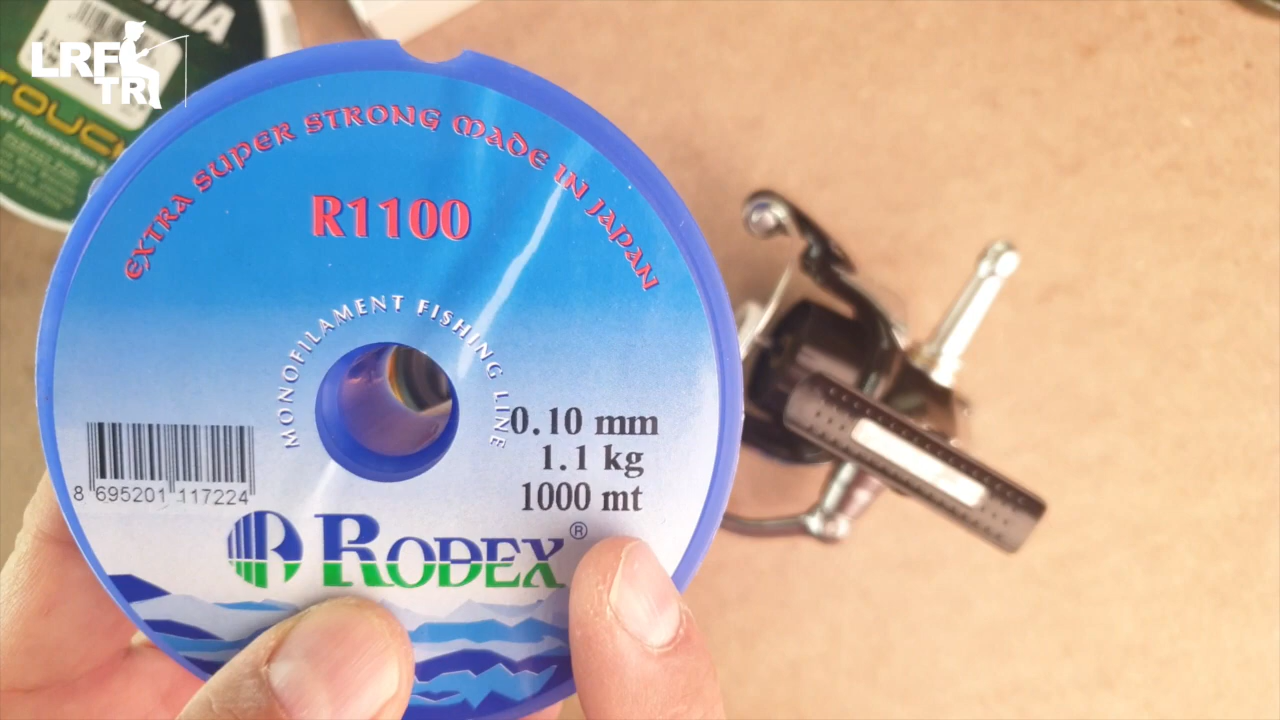 LRF
TR
EXTRA SUPER STRONG MADE IN JAPAN
R1100
MONOFILAMENT FISHING LINE
0.10 mm
1.1 kg
1000 mt
8 695201 117224
RODEX®